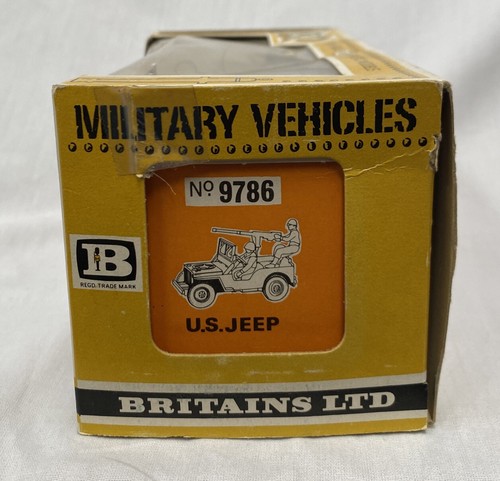 MILITARY VEHICLES
Nº 9786
B
REGD. TRADE MARK
U.S. JEEP
BRITAINS LTD